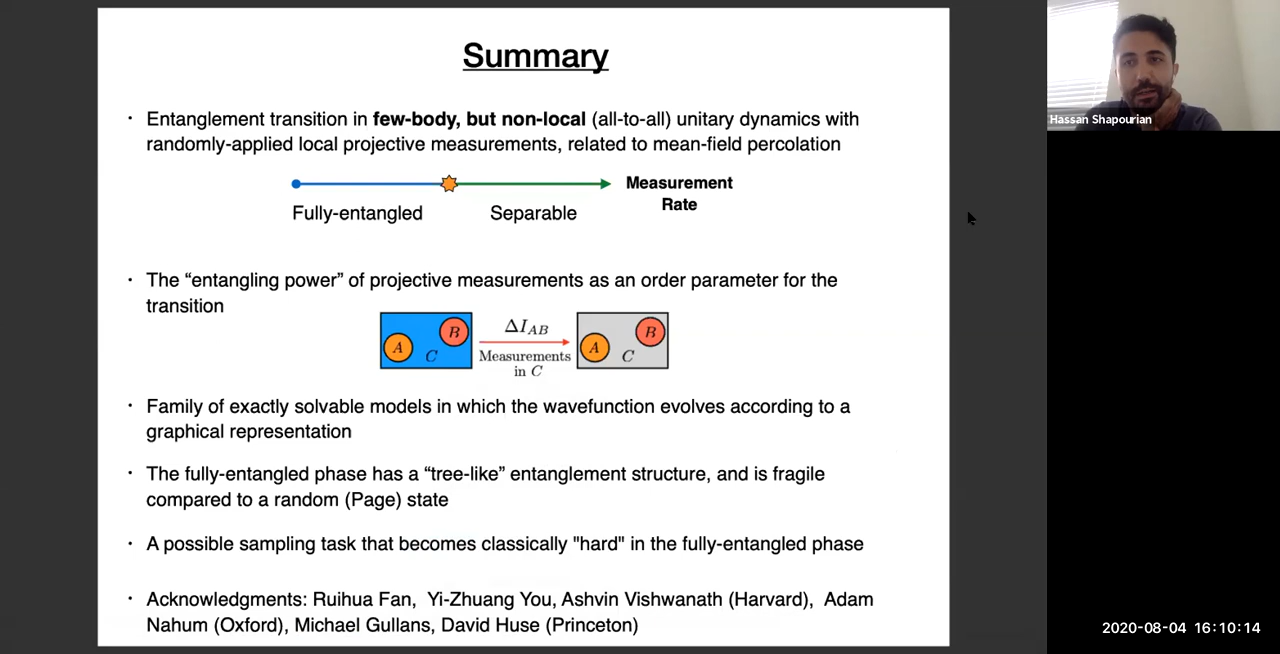 Summary
· Entanglement transition in few-body, but non-local (all-to-all) unitary dynamics with
randomly-applied local projective measurements, related to mean-field percolation
Fully-entangled
Separable
Measurement
Rate
· The “entangling power” of projective measurements as an order parameter for the
transition
A
B
C
ΔI_{AB}
Measurements
in C
A
B
C
· Family of exactly solvable models in which the wavefunction evolves according to a
graphical representation
· The fully-entangled phase has a “tree-like” entanglement structure, and is fragile
compared to a random (Page) state
· A possible sampling task that becomes classically "hard" in the fully-entangled phase
· Acknowledgments: Ruihua Fan, Yi-Zhuang You, Ashvin Vishwanath (Harvard), Adam
Nahum (Oxford), Michael Gullans, David Huse (Princeton)
Hassan Shapourian
2020-08-04 16:10:14